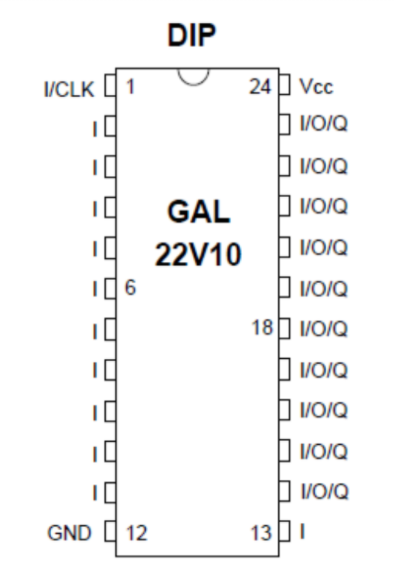 DIP
I/CLK 1 24 Vcc
I I/O/Q
I I/O/Q
I GAL I/O/Q
I 22V10 I/O/Q
I 6 I/O/Q
I 18 I/O/Q
I I/O/Q
I I/O/Q
I I/O/Q
I I/O/Q
GND 12 13 I